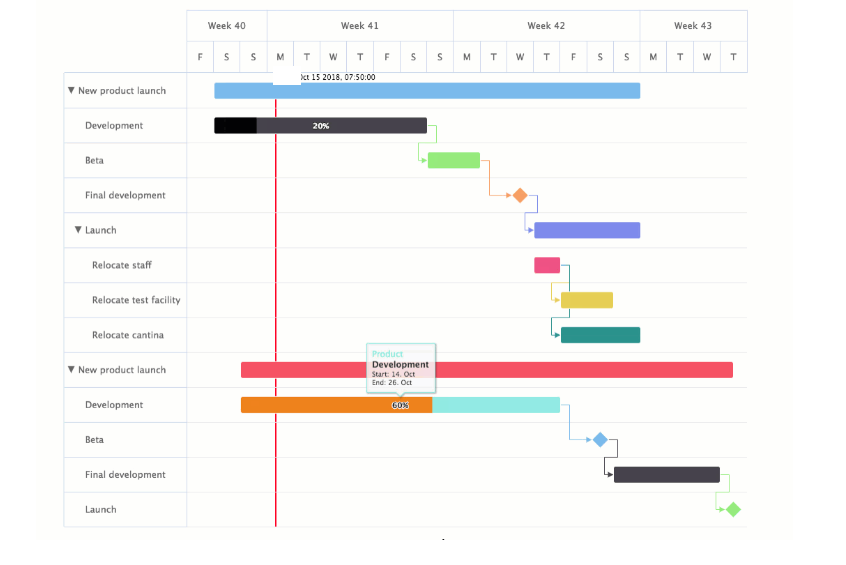 Week 40 Week 41 Week 42 Week 43
F S S M T W T F S S M T W T F S S M T W T
Oct 15 2018, 07:50:00
▼ New product launch
Development 20%
Beta
Final development
▼ Launch
Relocate staff
Relocate test facility
Relocate cantina
▼ New product launch
Product
Development
Start: 14. Oct
End: 26. Oct
Development 60%
Beta
Final development
Launch